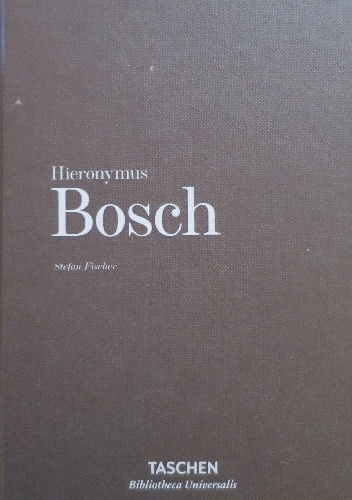 Hieronymus
Bosch
Stefan Fischer
TASCHEN
Bibliotheca Universalis